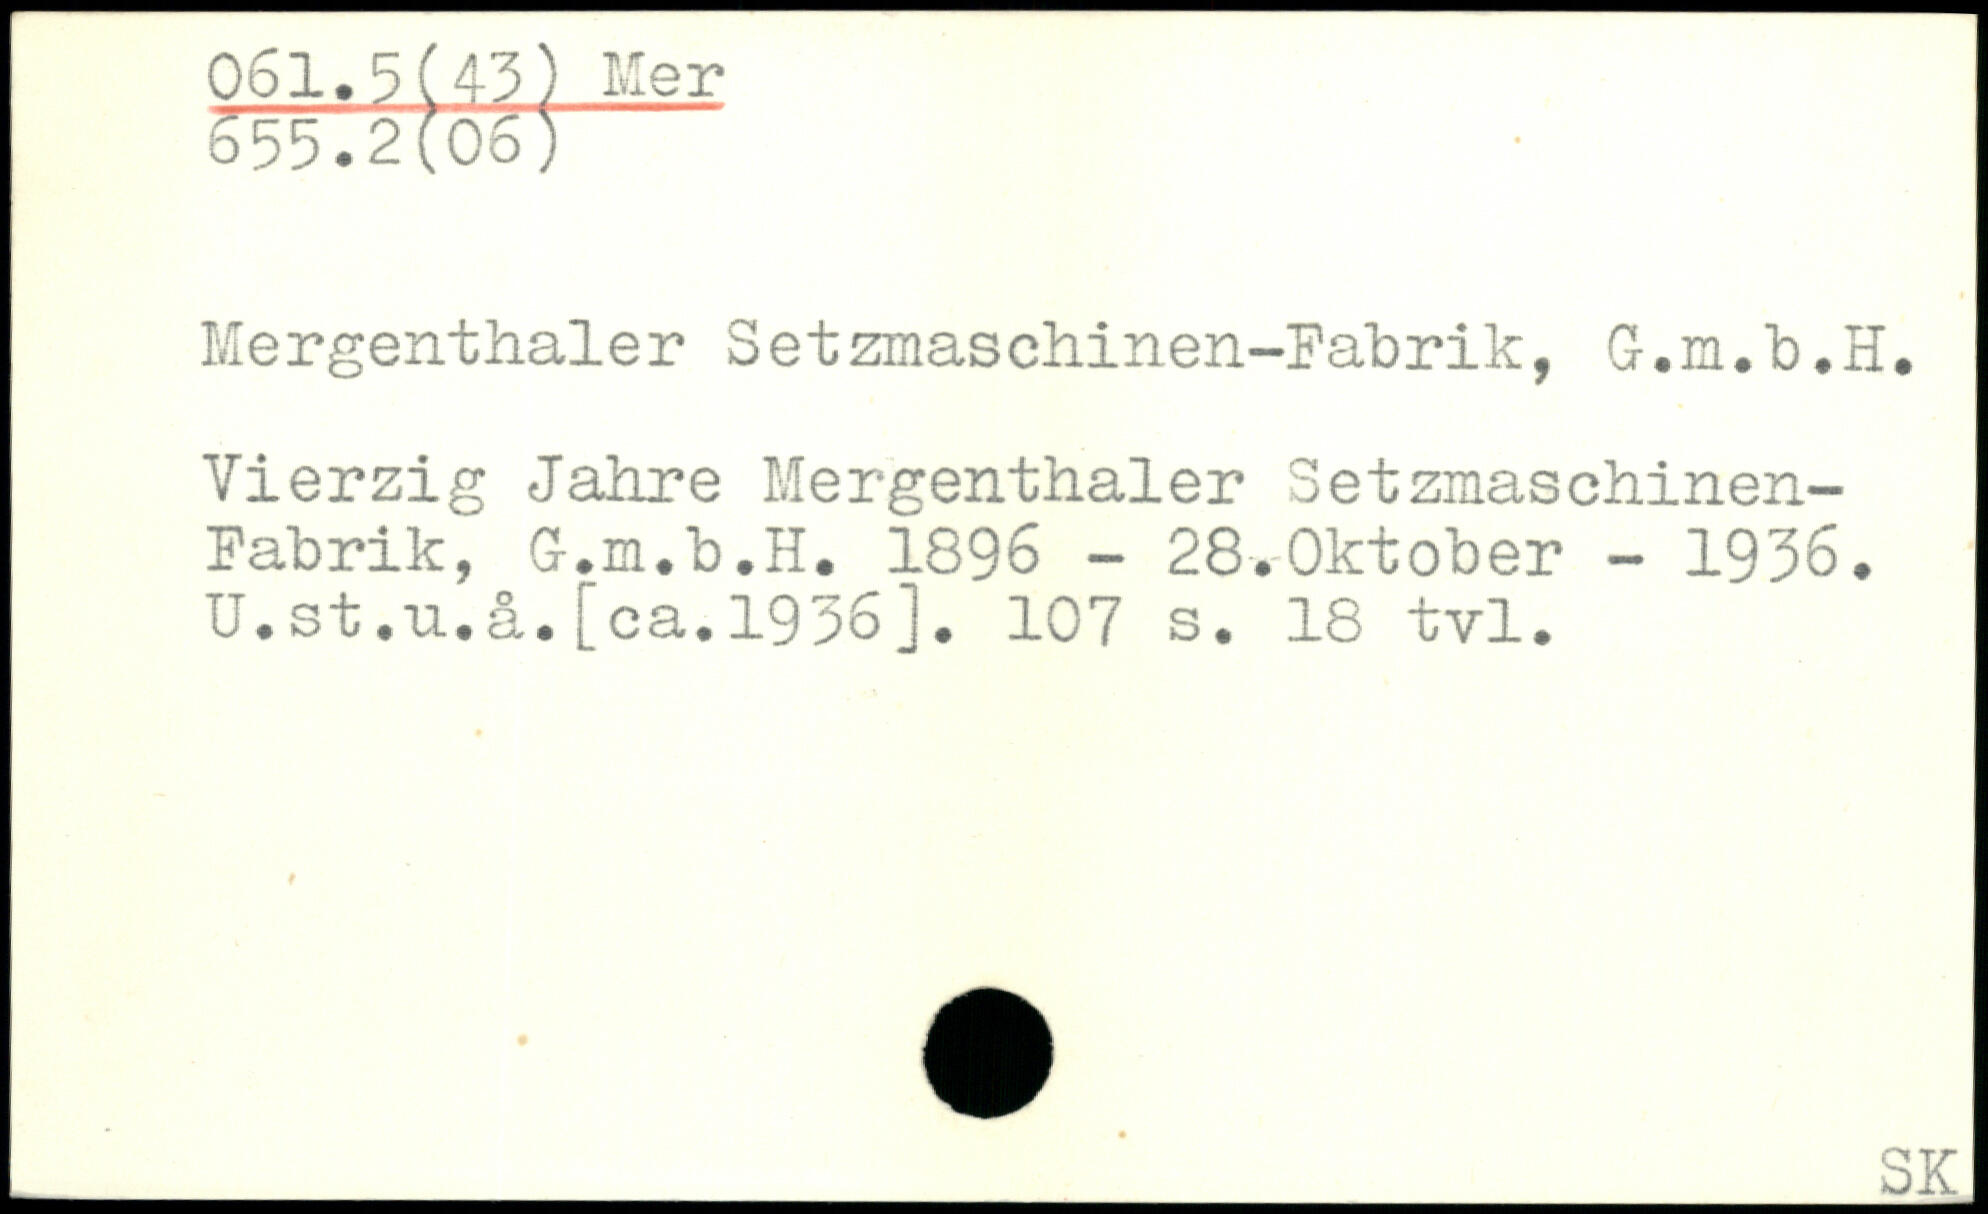 061.5(43) Mer
655.2(06)
Mergenthaler Setzmaschinen-Fabrik, G.m.b.H.
Vierzig Jahre Mergenthaler Setzmaschinen-
Fabrik, G.m.b.H. 1896 - 28.Oktober - 1936.
U.st.u.å.[ca.1936]. 107 s. 18 tvl.
SK